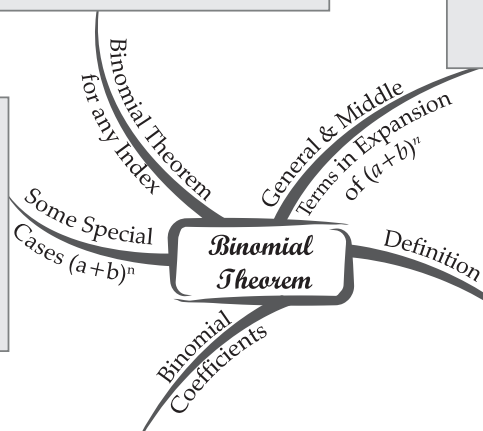 Binomial Theorem
for any Index
General & Middle
Terms in Expansion
of (a+b)ⁿ
Some Special
Cases (a+b)ⁿ
Binomial
Theorem
Definition
Binomial
Coefficients